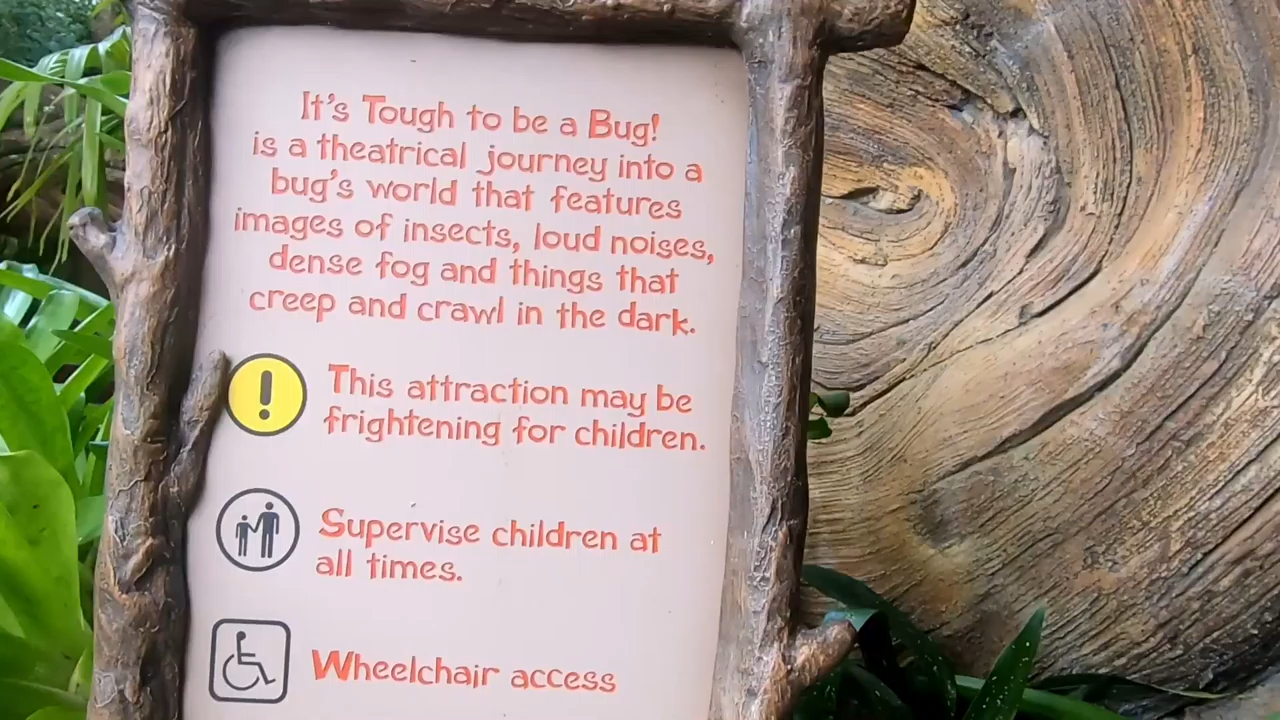 It's Tough to be a Bug!
is a theatrical journey into a
bug's world that features
images of insects, loud noises,
dense fog and things that
creep and crawl in the dark.
This attraction may be
frightening for children.
Supervise children at
all times.
Wheelchair access